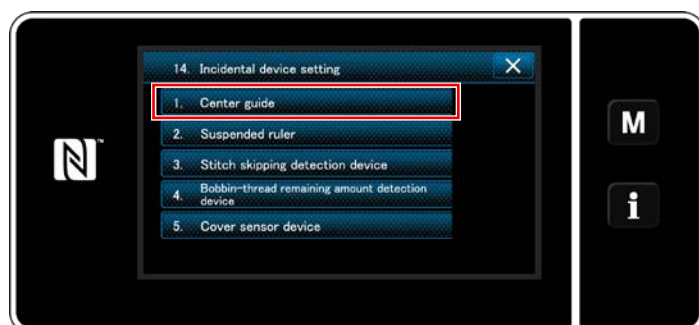 14. Incidental device setting
1. Center guide
2. Suspended ruler
3. Stitch skipping detection device
4. Bobbin-thread remaining amount detection
device
5. Cover sensor device
M
i